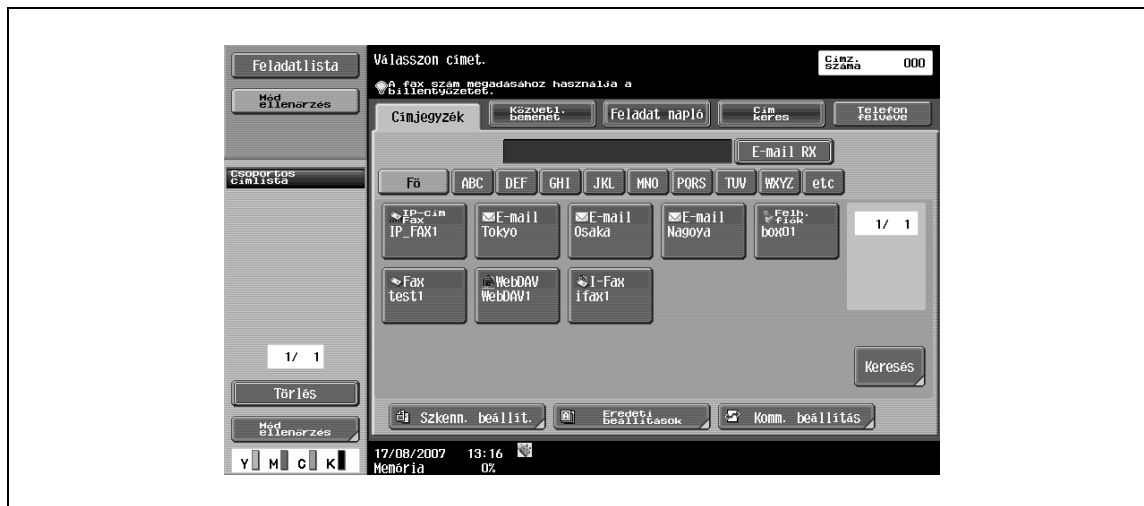 Feladatlista
Mód
ellenőrzés
Csoportos
címlista
1/ 1
Törlés
Mód
ellenőrzés
Y M C K
Válasszon címet.
Címz.
száma 000
A fax szám megadásához használja a
billentyűzetet.
Címjegyzék
Közvetl.
bemenet
Feladat napló
Cím
keres
Telefon
felvéve
E-mail RX
Fő ABC DEF GHI JKL MNO PQRS TUV WXYZ etc
IP-cím
Fax
IP_FAX1
E-mail
Tokyo
E-mail
Osaka
E-mail
Nagoya
Felh.
fiók
box01
1/ 1
Fax
test1
WebDAV
WebDAV1
I-Fax
ifax1
Keresés
Szkenn. beállít.
Eredeti
beállítások
Komm. beállítás
17/08/2007 13:16
Memória 0%